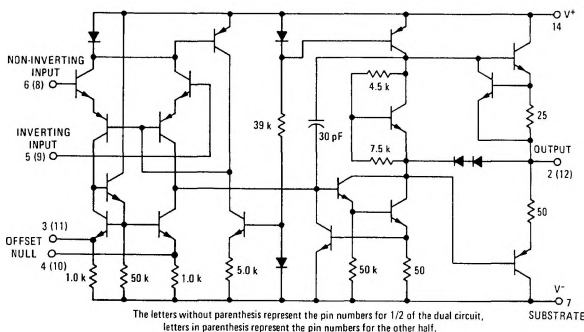 V+
14
NON-INVERTING
INPUT
6 (8)
4.5 k
39 k
30 pF
25
INVERTING
INPUT
5 (9)
7.5 k
OUTPUT
2 (12)
3 (11)
OFFSET
NULL
4 (10)
50
1.0 k
50 k
1.0 k
5.0 k
50 k
50
V-
7
SUBSTRATE
The letters without parenthesis represent the pin numbers for 1/2 of the dual circuit,
letters in parenthesis represent the pin numbers for the other half.